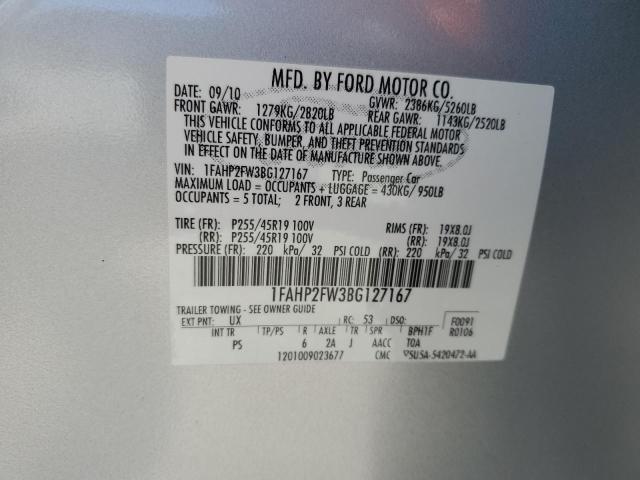 MFD. BY FORD MOTOR CO.
DATE: 09/10 GVWR: 2386KG/5260LB
FRONT GAWR: 1279KG/2820LB REAR GAWR: 1143KG/2520LB
THIS VEHICLE CONFORMS TO ALL APPLICABLE FEDERAL MOTOR
VEHICLE SAFETY, BUMPER, AND THEFT PREVENTION STANDARDS
IN EFFECT ON THE DATE OF MANUFACTURE SHOWN ABOVE.
VIN: 1FAHP2FW3BG127167 TYPE: Passenger Car
MAXIMUM LOAD = OCCUPANTS + LUGGAGE = 430KG/ 950LB
OCCUPANTS = 5 TOTAL; 2 FRONT, 3 REAR
TIRE (FR): P255/45R19 100V RIMS (FR): 19X8.0J
(RR): P255/45R19 100V (RR): 19X8.0J
PRESSURE (FR): 220 kPa/ 32 PSI COLD (RR): 220 kPa/ 32 PSI COLD
1FAHP2FW3BG127167
TRAILER TOWING - SEE OWNER GUIDE
EXT PNT: UX RC: 53 DSO: F0091
INT TR TP/PS R AXLE TR SPR BPH1F R0106
PS 6 2A J AACC TOA
1201009023677 CMC 5U5A-5420472-AA